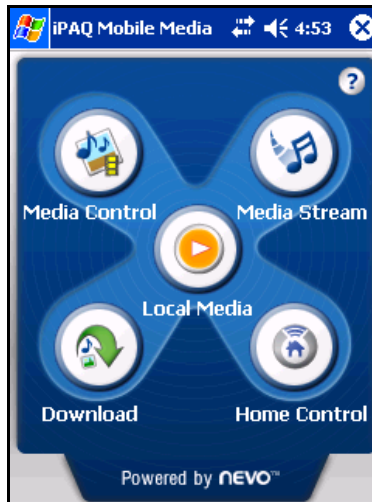 iPAQ Mobile Media 4:53
?
Media Control
Media Stream
Local Media
Download
Home Control
Powered by nevo™